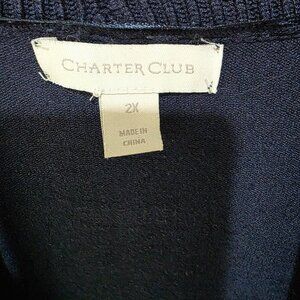 CHARTER CLUB
2X
MADE IN
CHINA